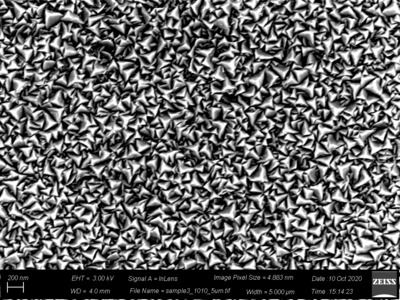 200 nm
EHT = 3.00 kV Signal A = InLens Image Pixel Size = 4.883 nm Date :10 Oct 2020
WD = 4.0 mm File Name = sample3_1010_5um.tif Width = 5.000 µm Time :15:14:23
ZEISS